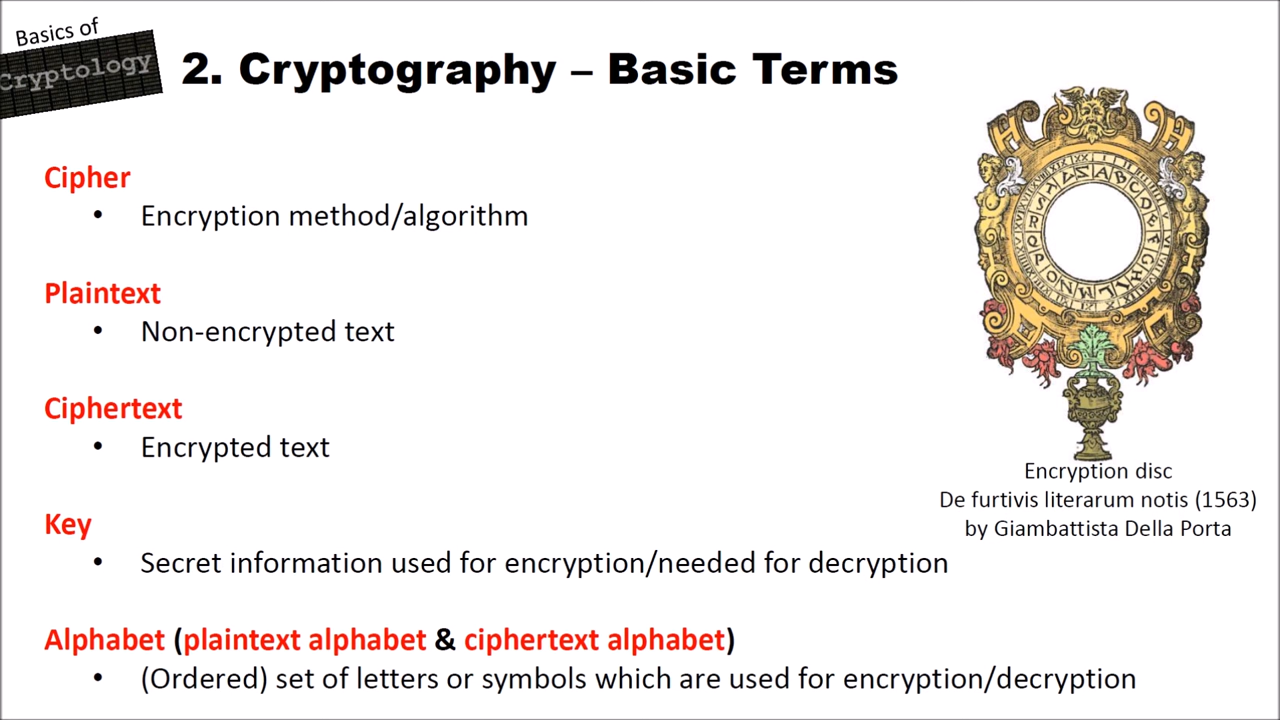 Basics of
Cryptology
2. Cryptography – Basic Terms
Cipher
• Encryption method/algorithm
Plaintext
• Non-encrypted text
Ciphertext
• Encrypted text
Key
• Secret information used for encryption/needed for decryption
Alphabet (plaintext alphabet & ciphertext alphabet)
• (Ordered) set of letters or symbols which are used for encryption/decryption
Encryption disc
De furtivis literarum notis (1563)
by Giambattista Della Porta